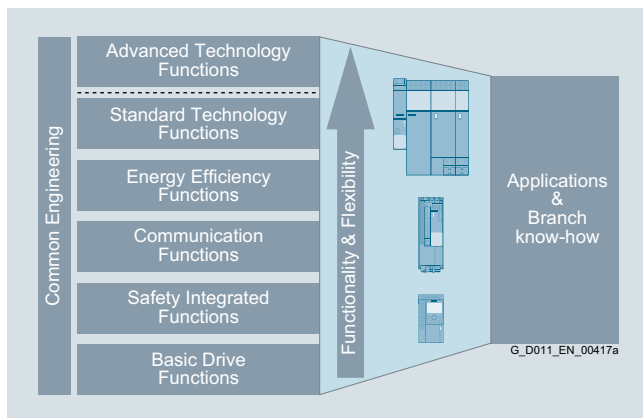 Common Engineering
Advanced Technology
Functions
Standard Technology
Functions
Energy Efficiency
Functions
Communication
Functions
Safety Integrated
Functions
Basic Drive
Functions
Functionality & Flexibility
Applications
&
Branch
know-how
G_D011_EN_00417a